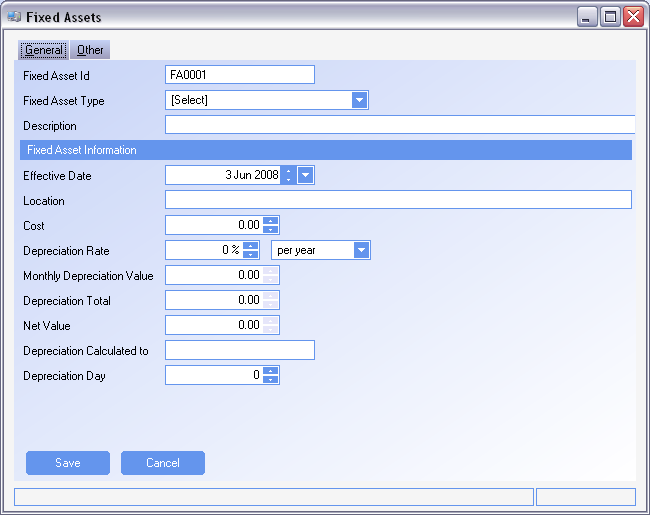 Fixed Assets
General Other
Fixed Asset Id FA0001
Fixed Asset Type [Select]
Description
Fixed Asset Information
Effective Date 3 Jun 2008
Location
Cost 0.00
Depreciation Rate 0 % per year
Monthly Depreciation Value 0.00
Depreciation Total 0.00
Net Value 0.00
Depreciation Calculated to
Depreciation Day 0
Save Cancel